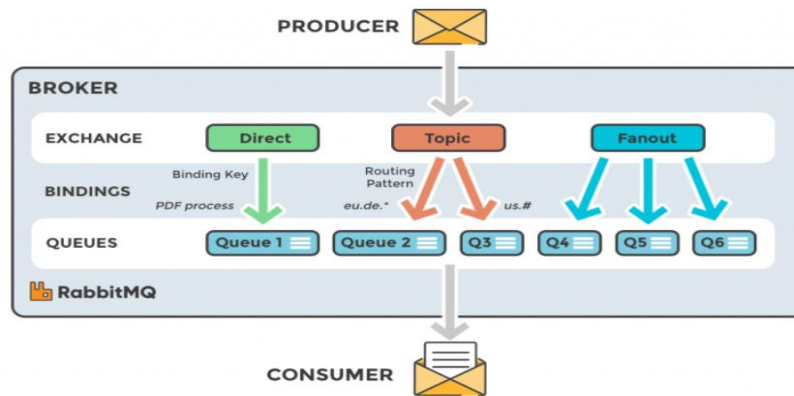 PRODUCER
BROKER
EXCHANGE
Direct
Topic
Fanout
BINDINGS
Binding Key
PDF process
Routing
Pattern
eu.de.*
us.#
QUEUES
Queue 1
Queue 2
Q3
Q4
Q5
Q6
RabbitMQ
CONSUMER